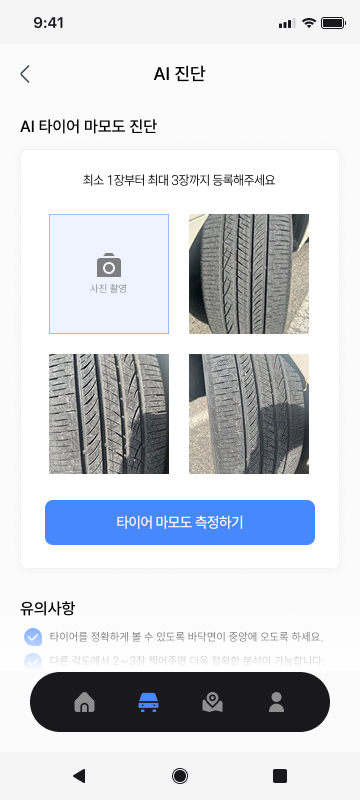 9:41
AI 진단
AI 타이어 마모도 진단
최소 1장부터 최대 3장까지 등록해주세요
사진 촬영
타이어 마모도 측정하기
유의사항
타이어를 정확하게 볼 수 있도록 바닥면이 중앙에 오도록 하세요.
다른 각도에서 2~3장 찍어주면 더욱 정확한 분석이 가능합니다.